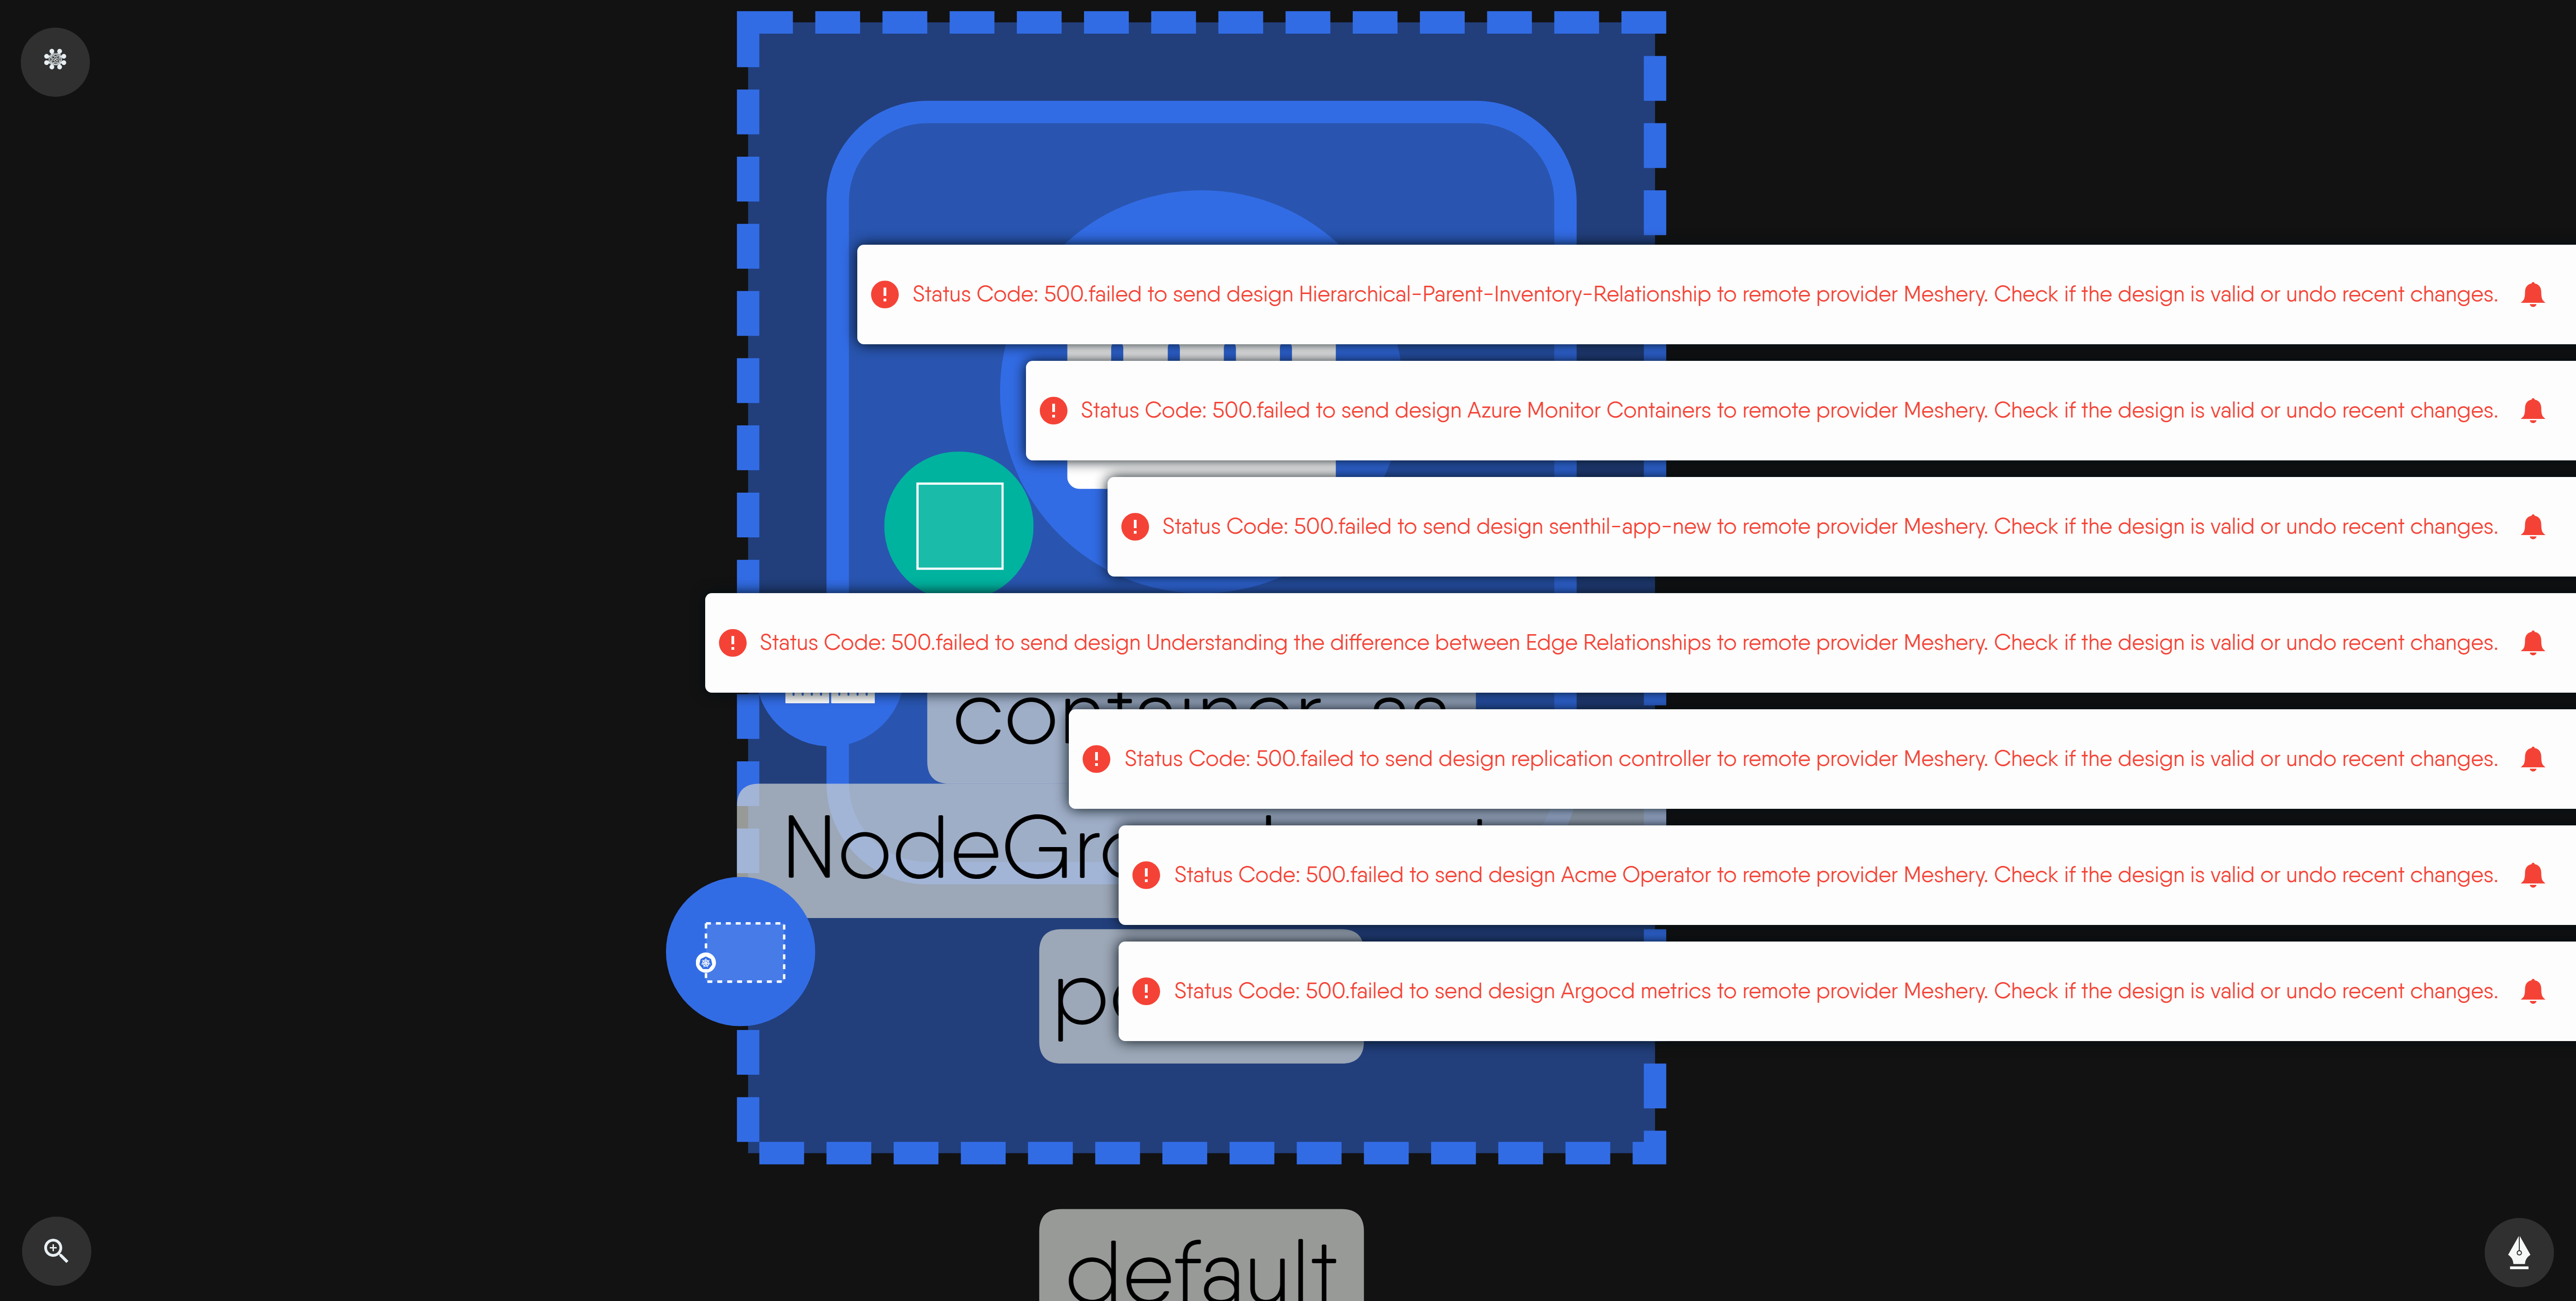 Status Code: 500.failed to send design Hierarchical-Parent-Inventory-Relationship to remote provider Meshery. Check if the design is valid or undo recent changes.
Status Code: 500.failed to send design Azure Monitor Containers to remote provider Meshery. Check if the design is valid or undo recent changes.
Status Code: 500.failed to send design senthil-app-new to remote provider Meshery. Check if the design is valid or undo recent changes.
Status Code: 500.failed to send design Understanding the difference between Edge Relationships to remote provider Meshery. Check if the design is valid or undo recent changes.
Status Code: 500.failed to send design replication controller to remote provider Meshery. Check if the design is valid or undo recent changes.
Status Code: 500.failed to send design Acme Operator to remote provider Meshery. Check if the design is valid or undo recent changes.
Status Code: 500.failed to send design Argocd metrics to remote provider Meshery. Check if the design is valid or undo recent changes.
default